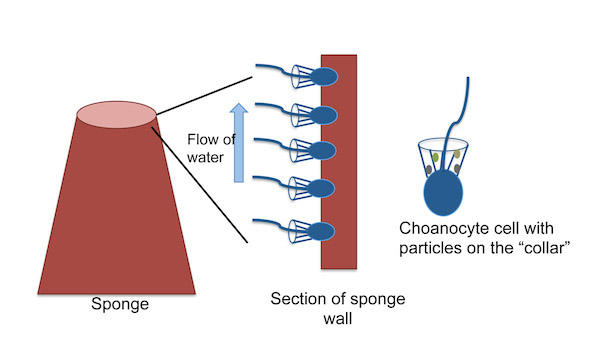 Flow of
water
Sponge
Section of sponge
wall
Choanocyte cell with
particles on the “collar”